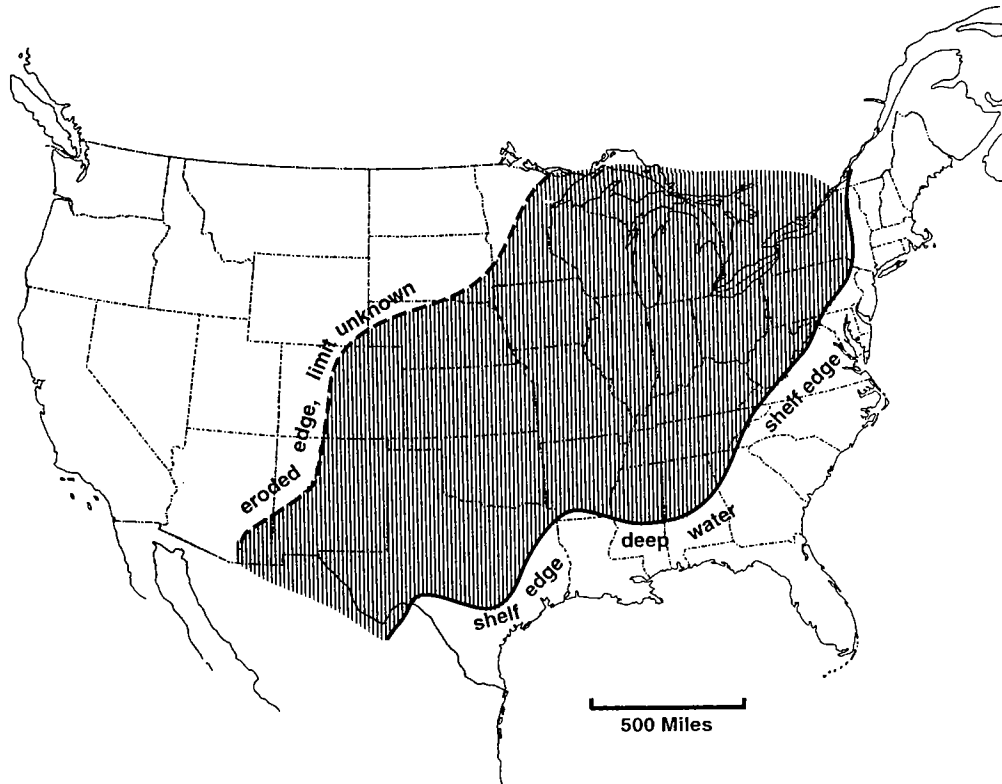 eroded edge, limit unknown
shelf edge
deep water
shelf edge
500 Miles